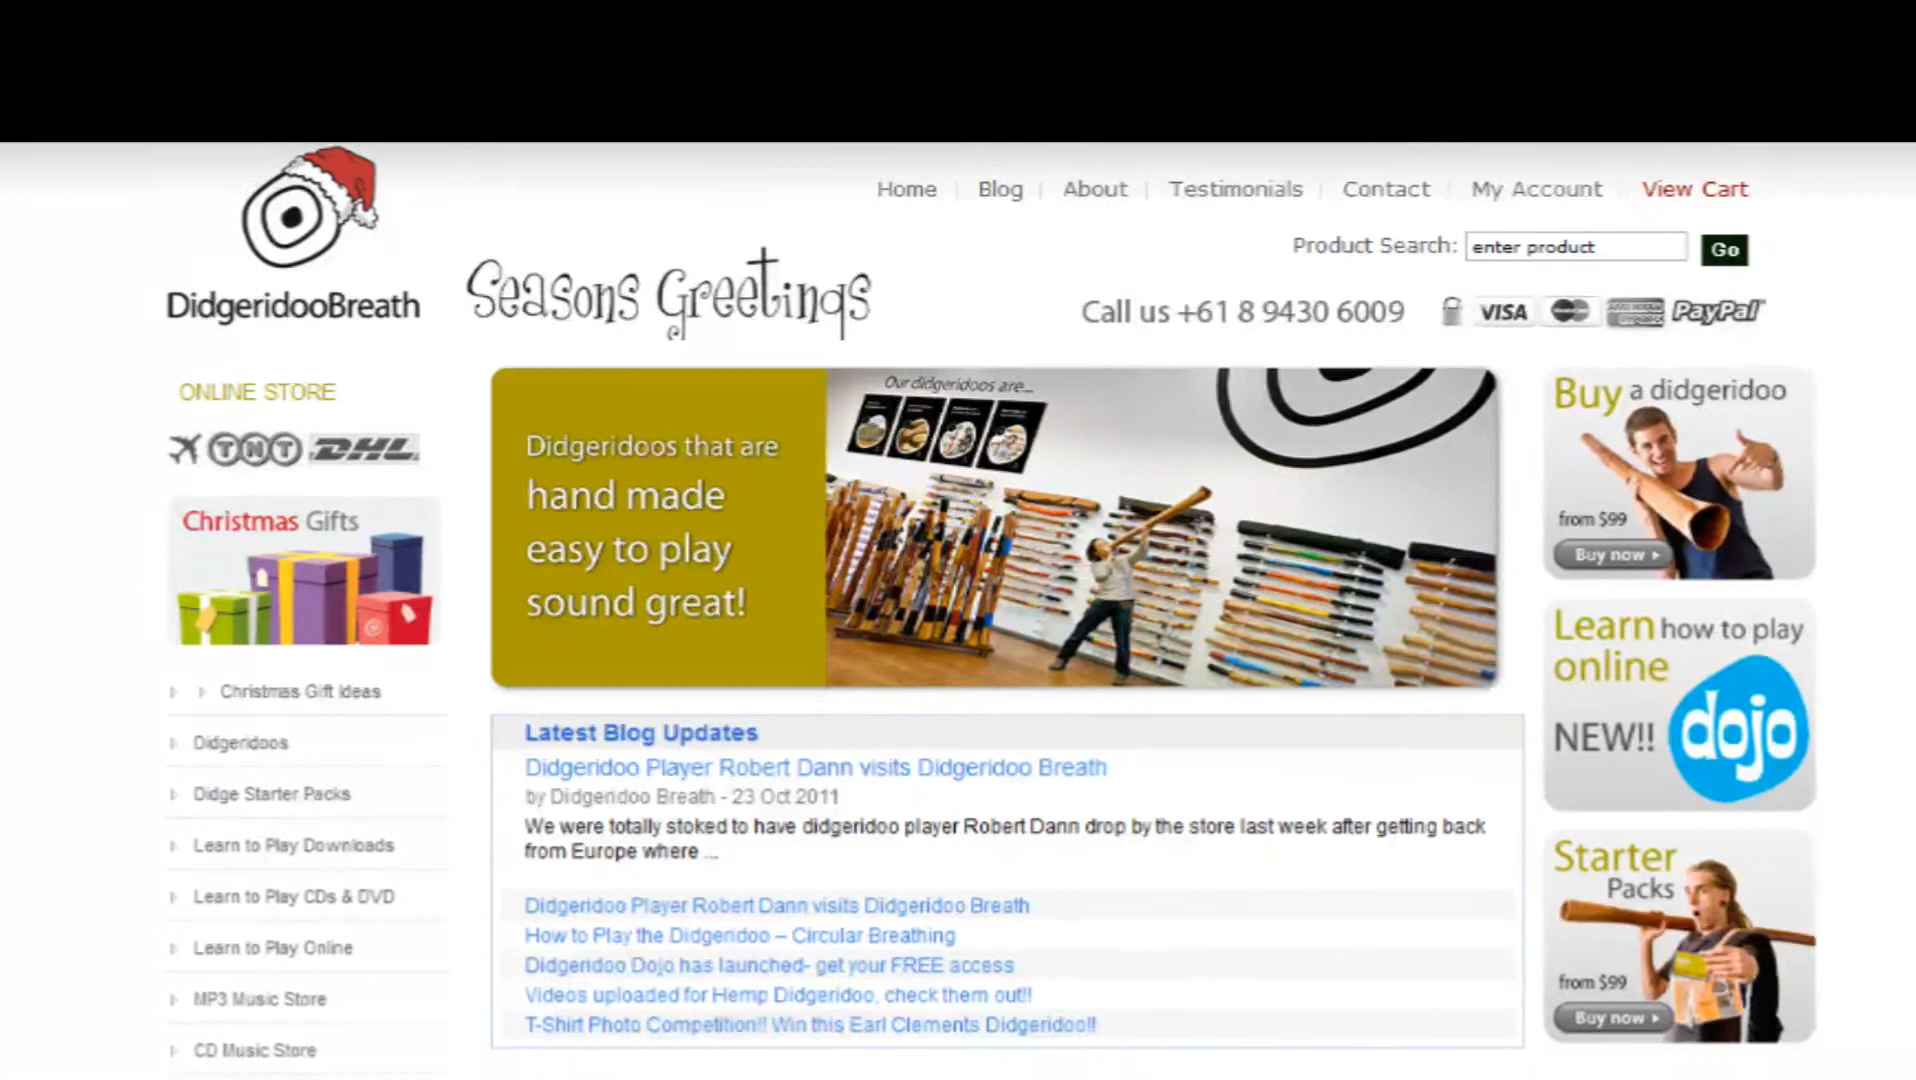 Home
Blog
About
Testimonials
Contact
My Account
View Cart
Product Search:
enter product
Go
DidgeridooBreath
Seasons Greetings
Call us +61 8 9430 6009
VISA
PayPal
ONLINE STORE
TNT
DHL
Christmas Gifts
Christmas Gift Ideas
Didgeridoos
Didge Starter Packs
Learn to Play Downloads
Learn to Play CDs & DVD
Learn to Play Online
MP3 Music Store
CD Music Store
Didgeridoos that are
hand made
easy to play
sound great!
Our didgeridoos are...
Latest Blog Updates
Didgeridoo Player Robert Dann visits Didgeridoo Breath
by Didgeridoo Breath - 23 Oct 2011
We were totally stoked to have didgeridoo player Robert Dann drop by the store last week after getting back
from Europe where ...
Didgeridoo Player Robert Dann visits Didgeridoo Breath
How to Play the Didgeridoo – Circular Breathing
Didgeridoo Dojo has launched- get your FREE access
Videos uploaded for Hemp Didgeridoo, check them out!!
T-Shirt Photo Competition!! Win this Earl Clements Didgeridoo!!
Buy a didgeridoo
from $99
Buy now
Learn how to play
online
NEW!!
dojo
Starter
Packs
from $99
Buy now